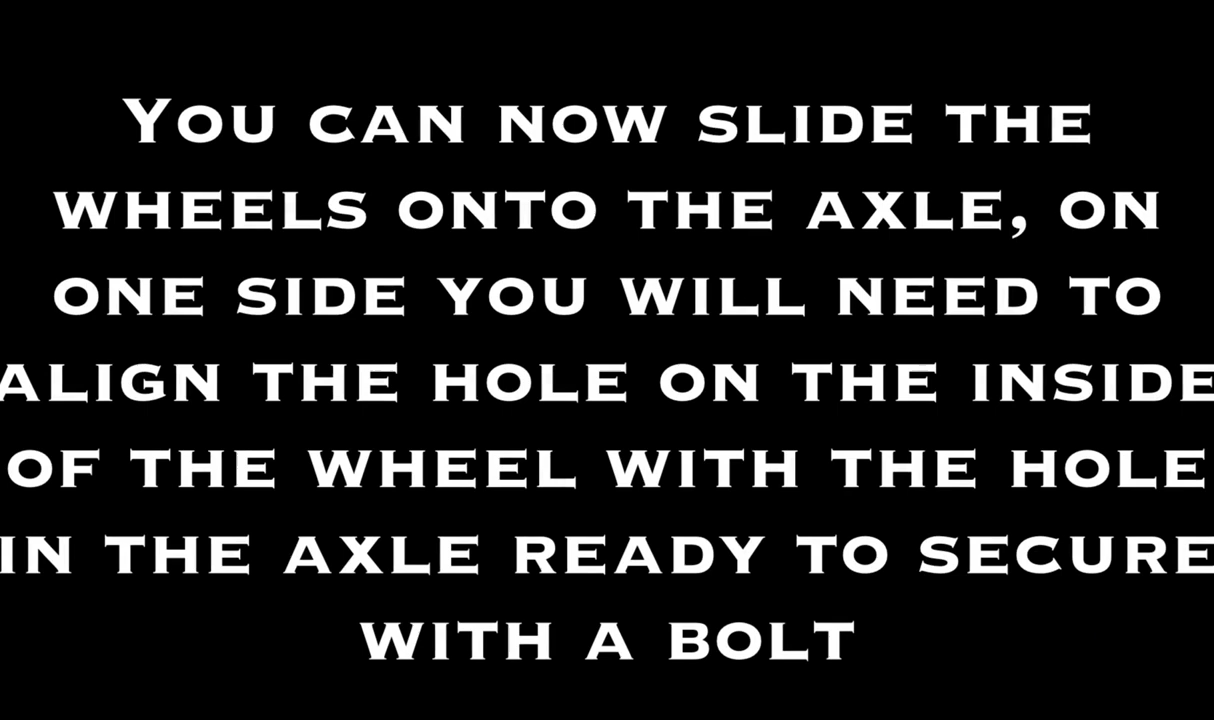 You can now slide the
wheels onto the axle, on
one side you will need to
align the hole on the inside
of the wheel with the hole
in the axle ready to secure
with a bolt